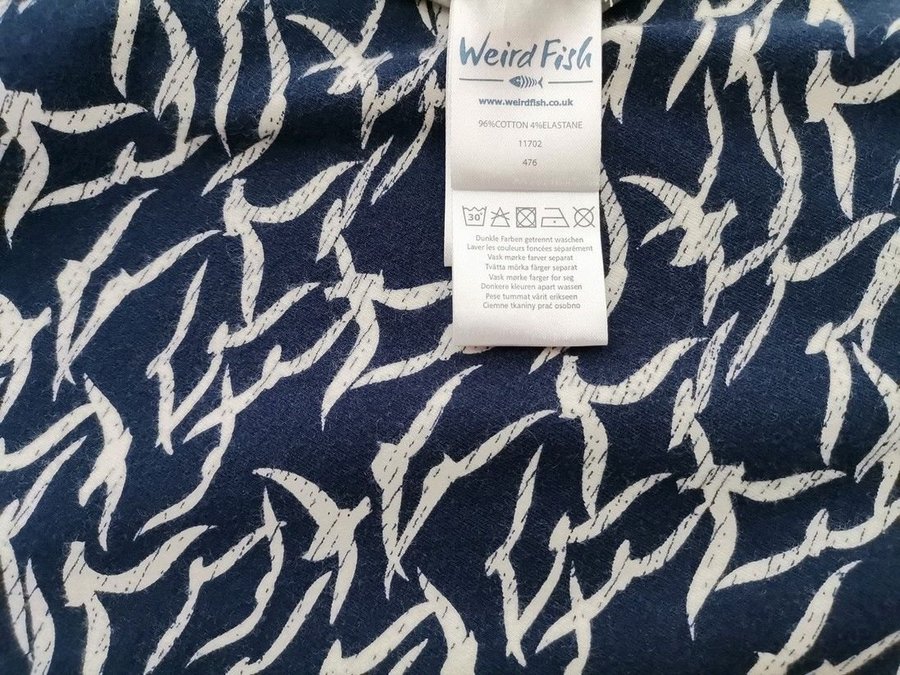 Weird Fish
www.weirdfish.co.uk
96%COTTON 4%ELASTANE
11702
476
30°
Dunkle Farben getrennt waschen
Laver les couleurs foncées séparément
Vask mørke farver separat
Tvätta mörka färger separat
Vask mørke farger for seg
Donkere kleuren apart wassen
Pese tummat värit erikseen
Ciemne tkaniny prać osobno